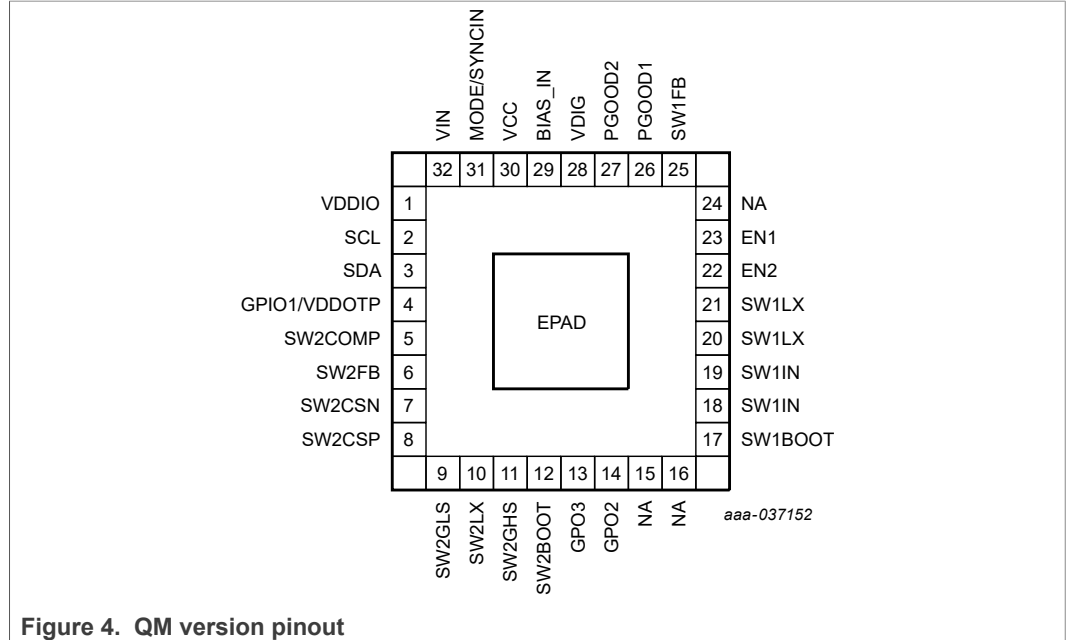 VIN
MODE/SYNCIN
VCC
BIAS_IN
VDIG
PGOOD2
PGOOD1
SW1FB
32 31 30 29 28 27 26 25
VDDIO 1
SCL 2
SDA 3
GPIO1/VDDOTP 4
SW2COMP 5
SW2FB 6
SW2CSN 7
SW2CSP 8
EPAD
24 NA
23 EN1
22 EN2
21 SW1LX
20 SW1LX
19 SW1IN
18 SW1IN
17 SW1BOOT
9 10 11 12 13 14 15 16
SW2GLS
SW2LX
SW2GHS
SW2BOOT
GPO3
GPO2
NA
NA
aaa-037152
Figure 4. QM version pinout